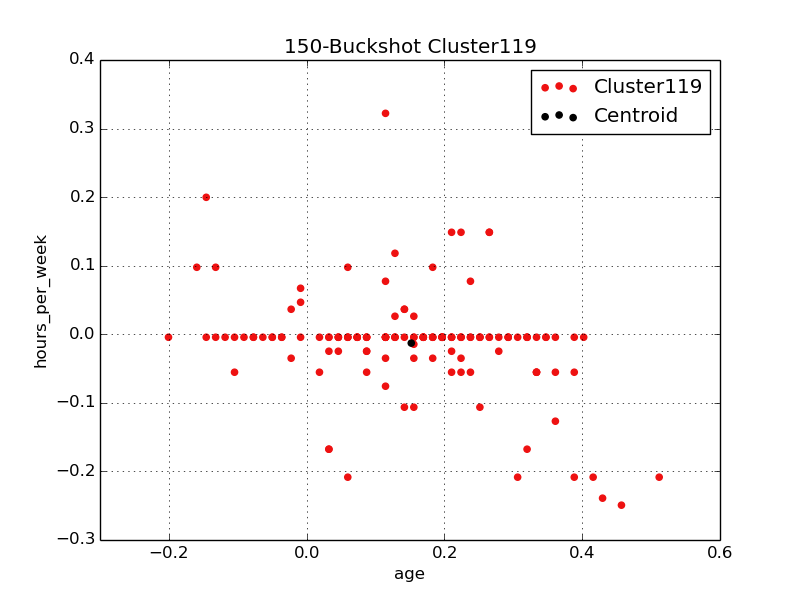 150-Buckshot Cluster119
Cluster119
Centroid
0.4
0.3
0.2
0.1
0.0
−0.1
−0.2
−0.3
hours_per_week
−0.2 0.0 0.2 0.4 0.6
age